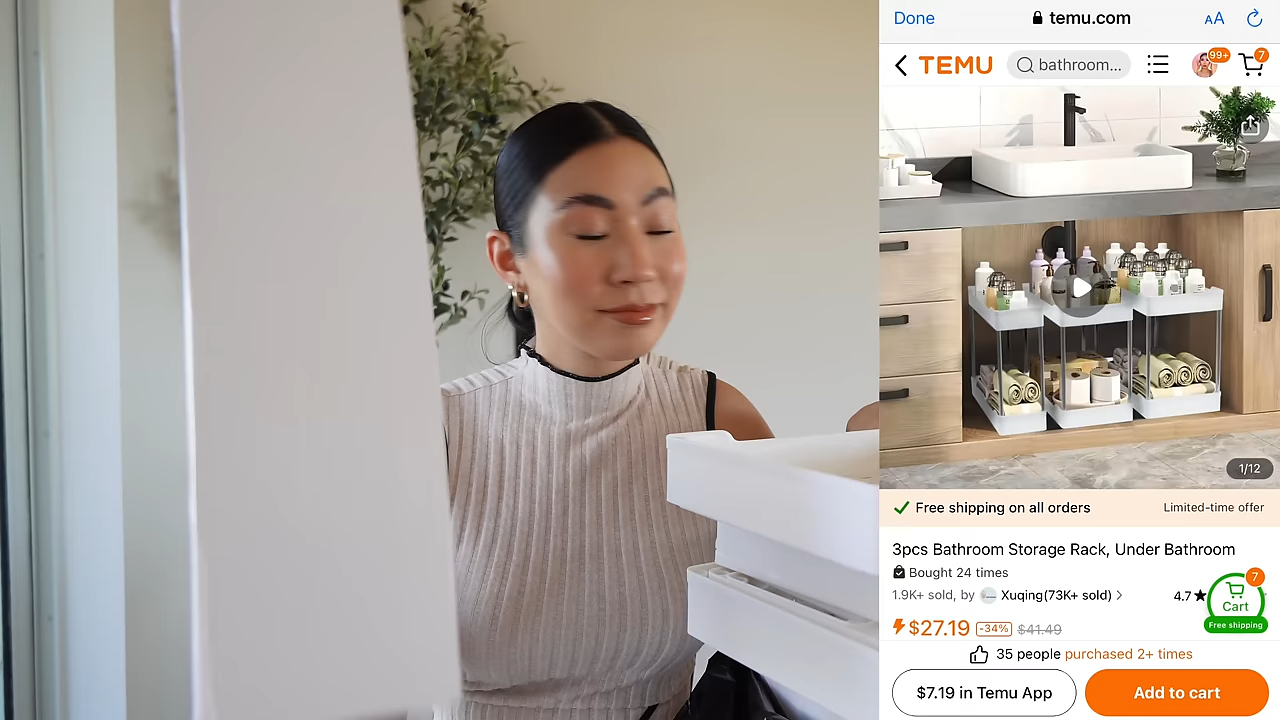 Done
temu.com
AA
TEMU
bathroom...
99+
7
1/12
Free shipping on all orders
Limited-time offer
3pcs Bathroom Storage Rack, Under Bathroom
Bought 24 times
1.9K+ sold, by Xuqing(73K+ sold)
4.7★
7
Cart
Free shipping
$27.19 -34% $41.49
35 people purchased 2+ times
$7.19 in Temu App
Add to cart